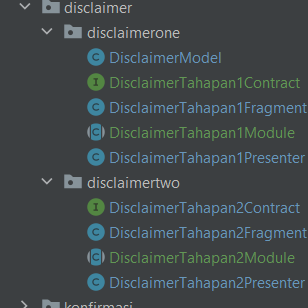 disclaimer
disclaimerone
DisclaimerModel
DisclaimerTahapan1Contract
DisclaimerTahapan1Fragment
DisclaimerTahapan1Module
DisclaimerTahapan1Presenter
disclaimertwo
DisclaimerTahapan2Contract
DisclaimerTahapan2Fragment
DisclaimerTahapan2Module
DisclaimerTahapan2Presenter
konfirmasi